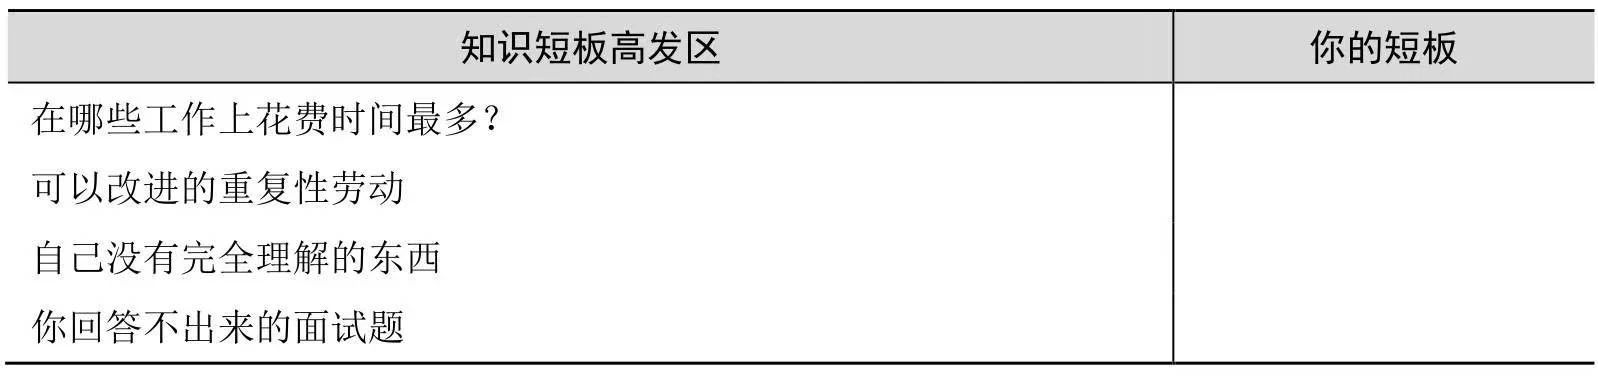 知识短板高发区 你的短板
在哪些工作上花费时间最多？
可以改进的重复性劳动
自己没有完全理解的东西
你回答不出来的面试题